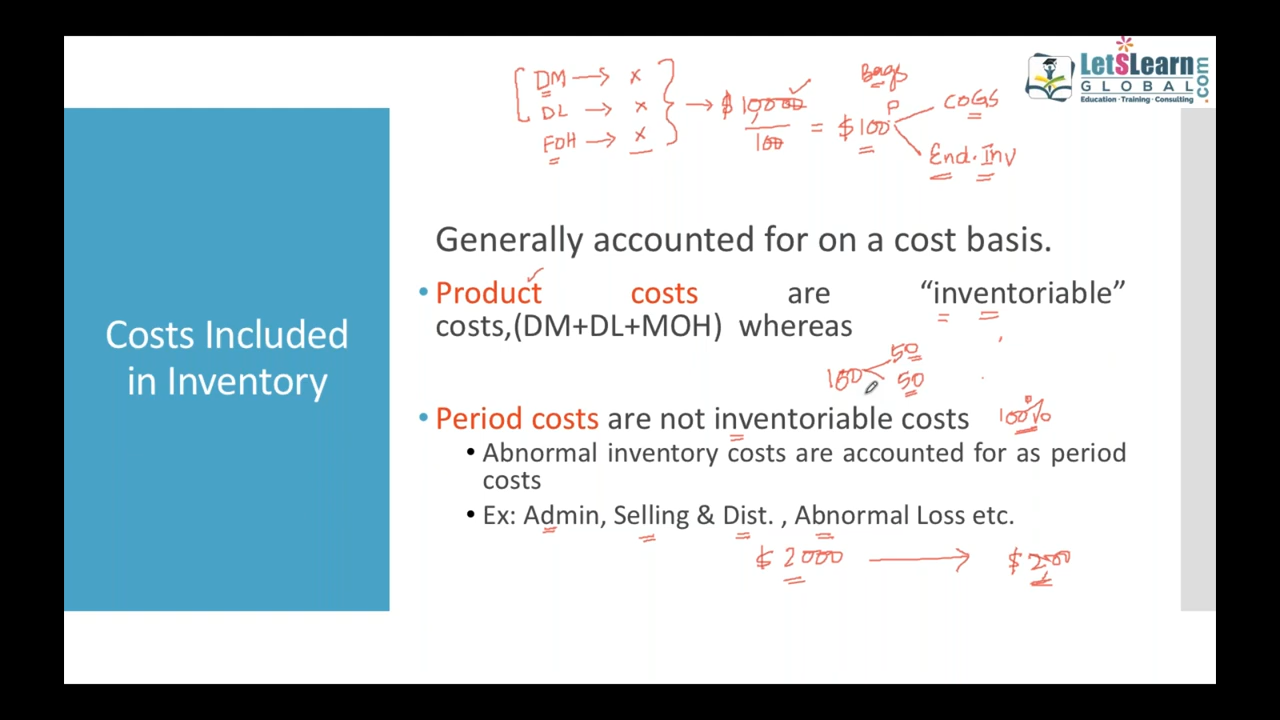 DM → x
DL → x
FOH → x
→ $ 10000
100
= $ 100
Bags
P
COGS
End. Inv
LetSLearn
GLOBAL
.com
Education · Training · Consulting
Generally accounted for on a cost basis.
• Product costs are “inventoriable”
costs,(DM+DL+MOH) whereas
100
50
50
• Period costs are not inventoriable costs
100%
• Abnormal inventory costs are accounted for as period
costs
• Ex: Admin, Selling & Dist. , Abnormal Loss etc.
$ 2000 →
Costs Included
in Inventory